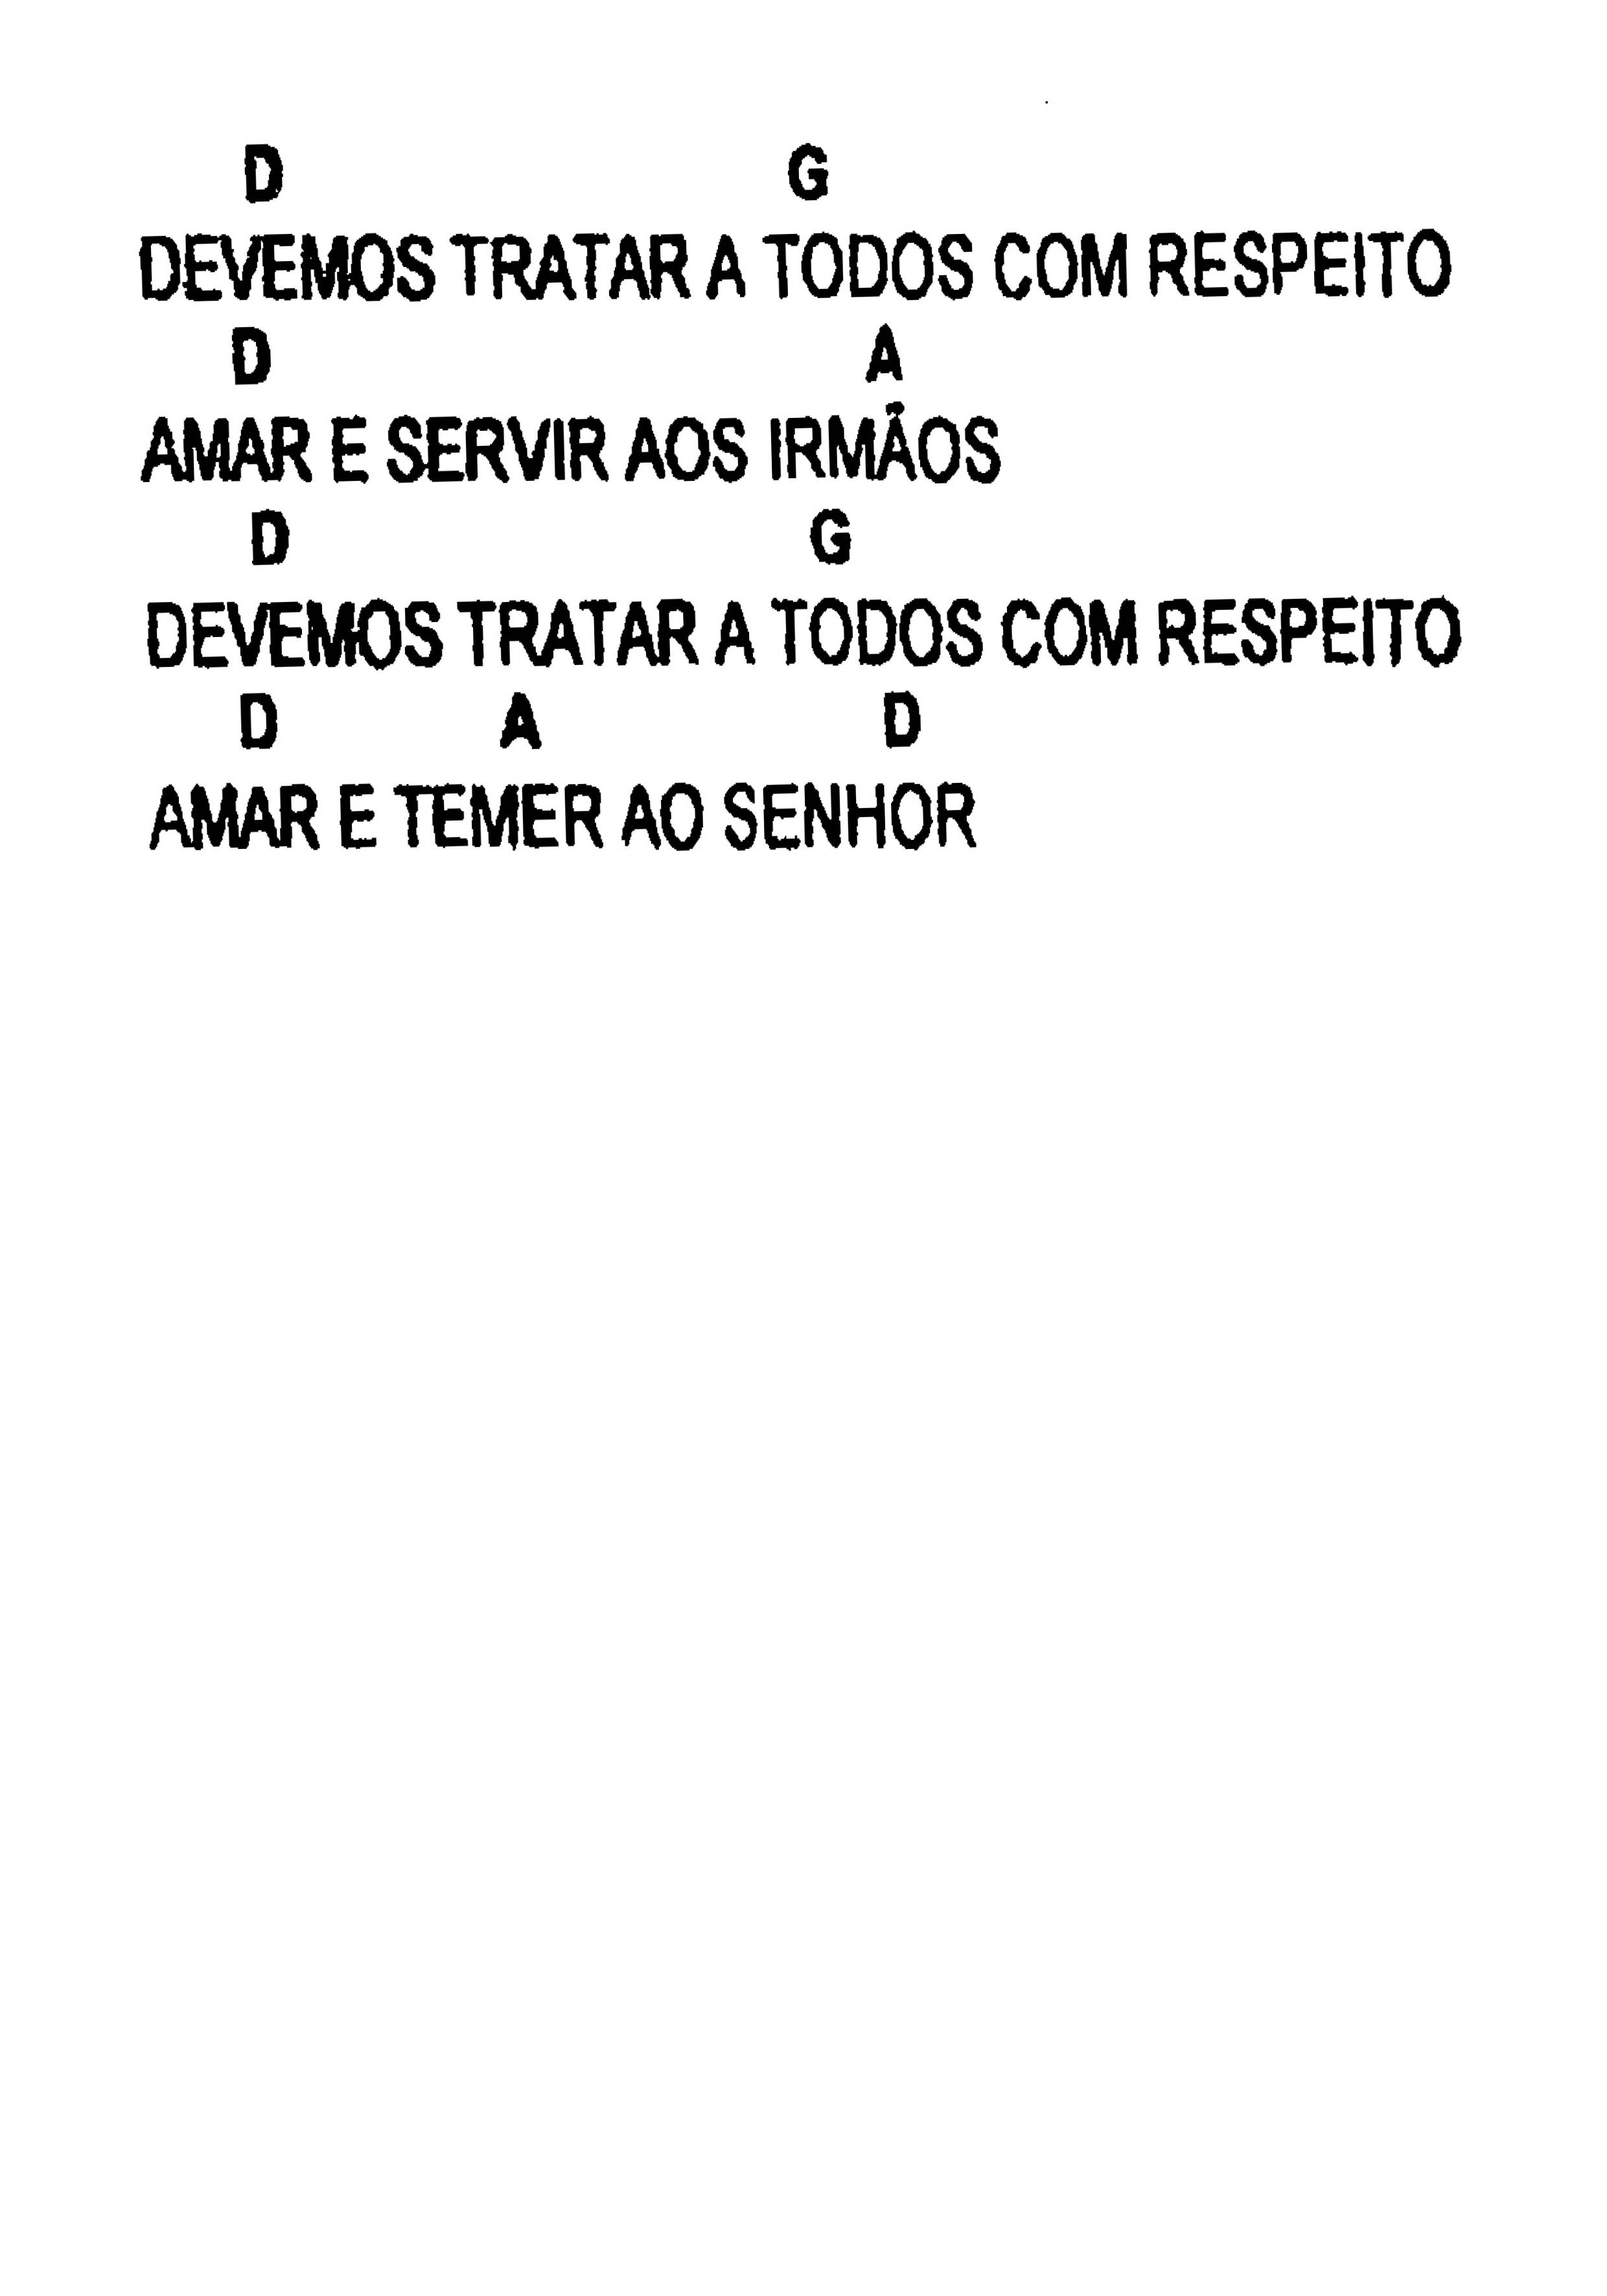 D G
DEVEMOS TRATAR A TODOS COM RESPEITO
D A
AMAR E SERVIR AOS IRMÃOS
D G
DEVEMOS TRATAR A TODOS COM RESPEITO
D A D
AMAR E TEMER AO SENHOR